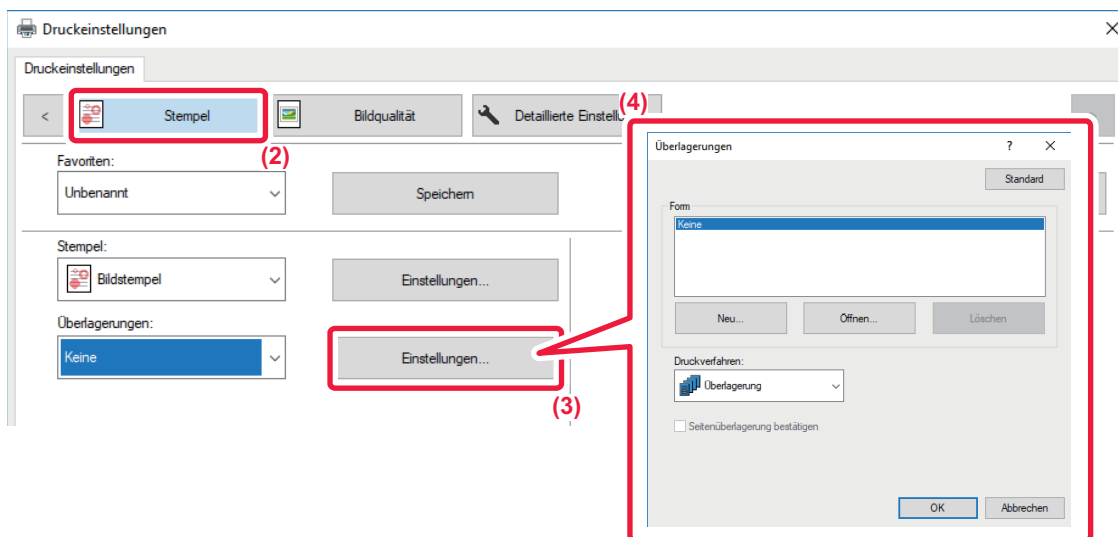 Druckeinstellungen
Druckeinstellungen
< Stempel Bildqualität Detaillierte Einstell
(2)
(4)
Favoriten:
Unbenannt Speichern
Stempel:
Bildstempel Einstellungen...
Überlagerungen:
Keine Einstellungen...
(3)
Überlagerungen ?
Standard
Form
Keine
Neu... Öffnen... Löschen
Druckverfahren:
Überlagerung
Seitenüberlagerung bestätigen
OK Abbrechen